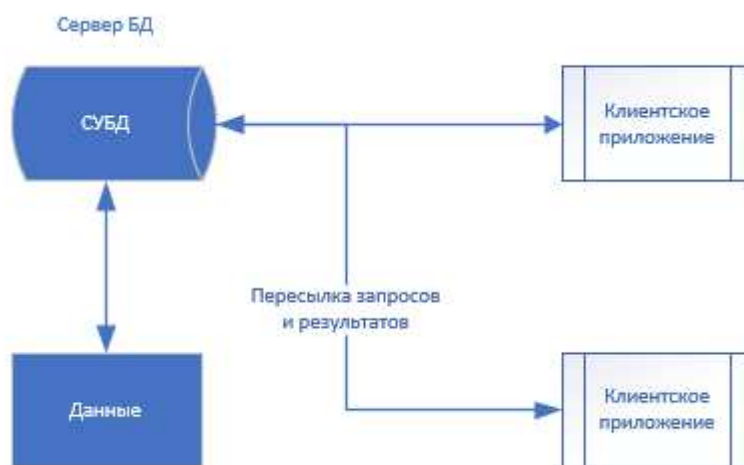 Сервер БД
СУБД
Клиентское
приложение
Пересылка запросов
и результатов
Данные
Клиентское
приложение